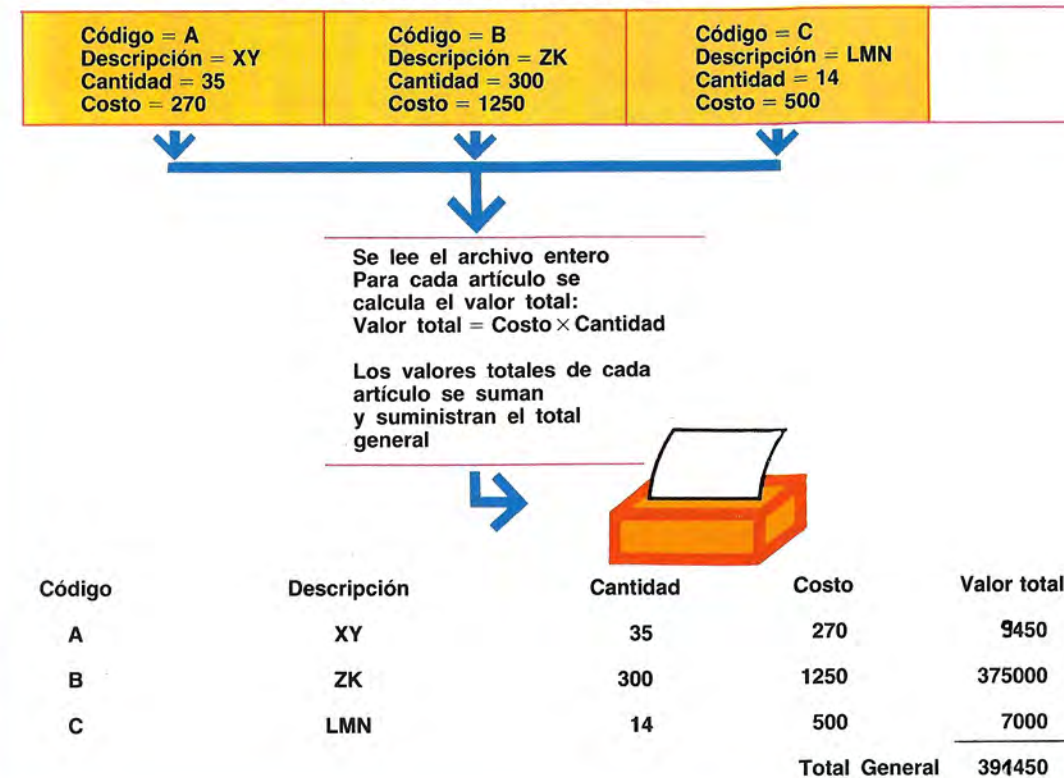 Código = A
Descripción = XY
Cantidad = 35
Costo = 270
Código = B
Descripción = ZK
Cantidad = 300
Costo = 1250
Código = C
Descripción = LMN
Cantidad = 14
Costo = 500
Se lee el archivo entero
Para cada artículo se
calcula el valor total:
Valor total = Costo × Cantidad
Los valores totales de cada
artículo se suman
y suministran el total
general
Código Descripción Cantidad Costo Valor total
A XY 35 270 9450
B ZK 300 1250 375000
C LMN 14 500 7000
Total General 391450